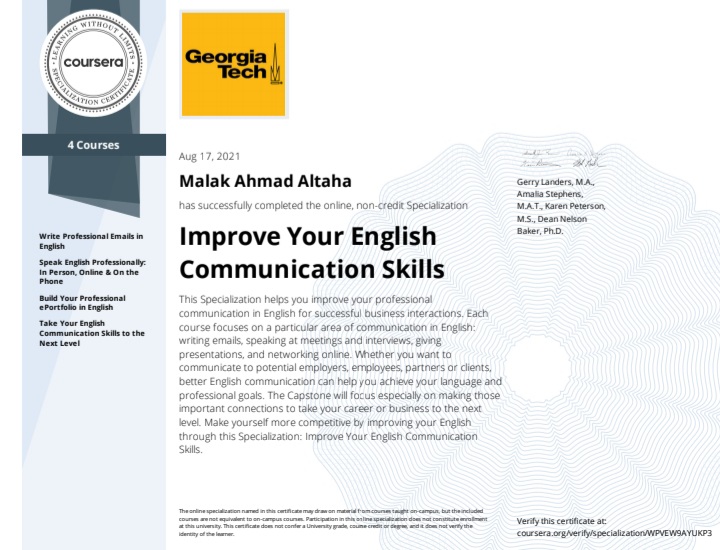 LEARNING WITHOUT LIMITS
coursera
SPECIALIZATION CERTIFICATE
4 Courses
Write Professional Emails in
English
Speak English Professionally:
In Person, Online & On the
Phone
Build Your Professional
ePortfolio in English
Take Your English
Communication Skills to the
Next Level
Georgia
Tech
Aug 17, 2021
Malak Ahmad Altaha
has successfully completed the online, non-credit Specialization
Improve Your English
Communication Skills
This Specialization helps you improve your professional
communication in English for successful business interactions. Each
course focuses on a particular area of communication in English:
writing emails, speaking at meetings and interviews, giving
presentations, and networking online. Whether you want to
communicate to potential employers, employees, partners or clients,
better English communication can help you achieve your language and
professional goals. The Capstone will focus especially on making those
important connections to take your career or business to the next
level. Make yourself more competitive by improving your English
through this Specialization: Improve Your English Communication
Skills.
Gerry Landers, M.A.,
Amalia Stephens,
M.A.T., Karen Peterson,
M.S., Dean Nelson
Baker, Ph.D.
The online specialization named in this certificate may draw on material from courses taught on-campus, but the included
courses are not equivalent to on-campus courses. Participation in this online specialization does not constitute enrollment
at this university. This certificate does not confer a University grade, course credit or degree, and it does not verify the
identity of the learner.
Verify this certificate at:
coursera.org/verify/specialization/WPVEW9AYUKP3